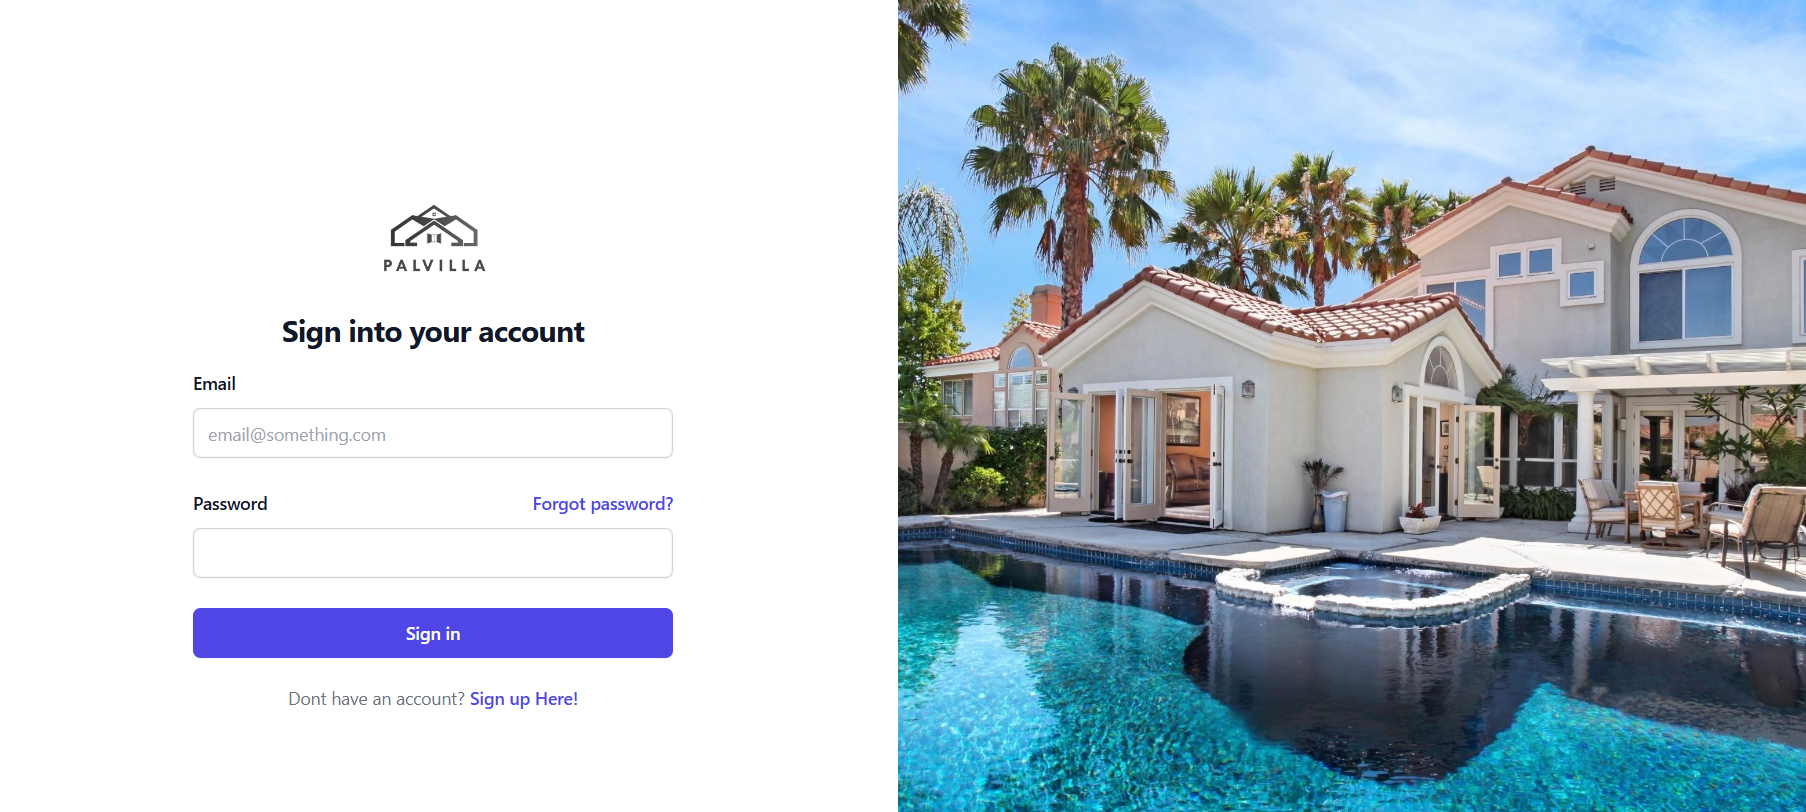 PALVILLA
Sign into your account
Email
email@something.com
Password Forgot password?
Sign in
Dont have an account? Sign up Here!